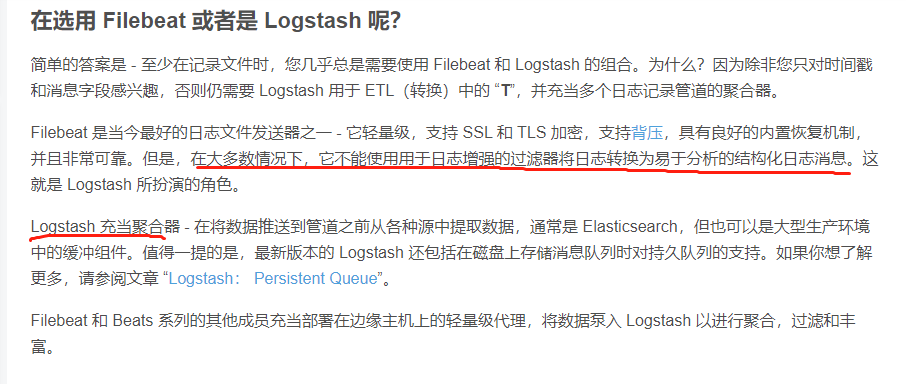 在选用 Filebeat 或者是 Logstash 呢？
简单的答案是 - 至少在记录文件时，您几乎总是需要使用 Filebeat 和 Logstash 的组合。为什么？因为除非您只对时间戳
和消息字段感兴趣，否则仍需要 Logstash 用于 ETL（转换）中的 “T”，并充当多个日志记录管道的聚合器。
Filebeat 是当今最好的日志文件发送器之一 - 它轻量级，支持 SSL 和 TLS 加密，支持背压，具有良好的内置恢复机制，
并且非常可靠。但是，在大多数情况下，它不能使用用于日志增强的过滤器将日志转换为易于分析的结构化日志消息。这
就是 Logstash 所扮演的角色。
Logstash 充当聚合器 - 在将数据推送到管道之前从各种源中提取数据，通常是 Elasticsearch，但也可以是大型生产环境
中的缓冲组件。值得一提的是，最新版本的 Logstash 还包括在磁盘上存储消息队列时对持久队列的支持。如果你想了解
更多，请参阅文章 “Logstash： Persistent Queue”。
Filebeat 和 Beats 系列的其他成员充当部署在边缘主机上的轻量级代理，将数据泵入 Logstash 以进行聚合，过滤和丰
富。